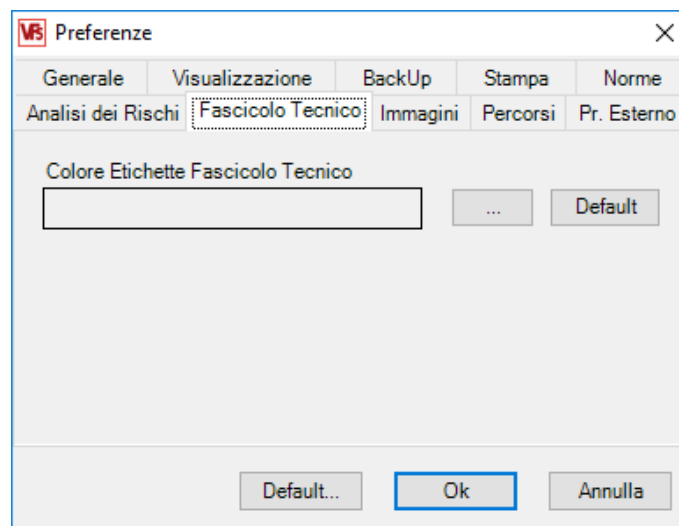 VFs Preferenze
Generale Visualizzazione BackUp Stampa Norme
Analisi dei Rischi Fascicolo Tecnico Immagini Percorsi Pr. Esterno
Colore Etichette Fascicolo Tecnico
... Default
Default... Ok Annulla